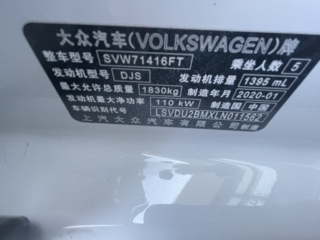 大众汽车(VOLKSWAGEN)牌
整车型号 SVW71416FT 乘坐人数 5
发动机型号 DJS 发动机排量 1395 mL
最大允许总质量 1830kg 制造年月 2020-01
发动机最大净功率 110 kW 制造国 中国
车辆识别代号 LSVDU2BMXLN011562
上汽大众汽车有限公司制造